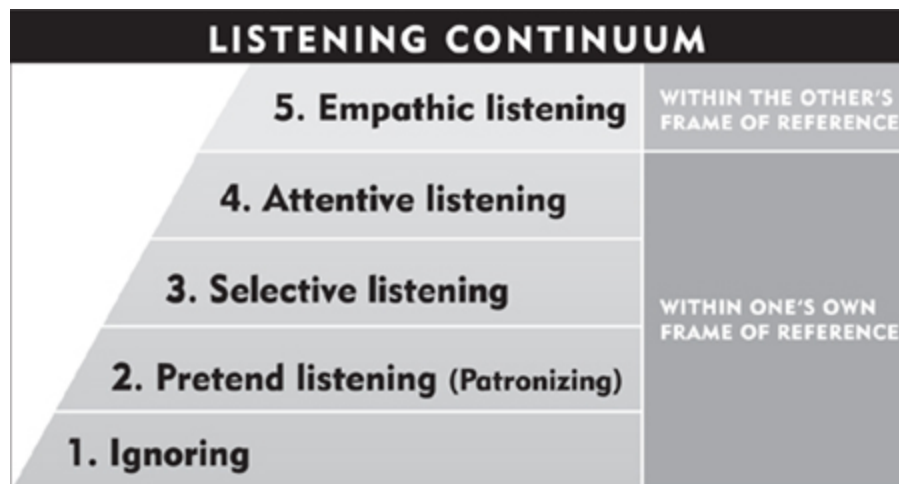 LISTENING CONTINUUM
5. Empathic listening
WITHIN THE OTHER'S
FRAME OF REFERENCE
4. Attentive listening
3. Selective listening
WITHIN ONE'S OWN
FRAME OF REFERENCE
2. Pretend listening (Patronizing)
1. Ignoring